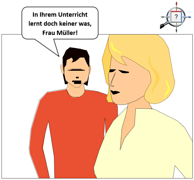 In Ihrem Unterricht
lernt doch keiner was,
Frau Müller!
?